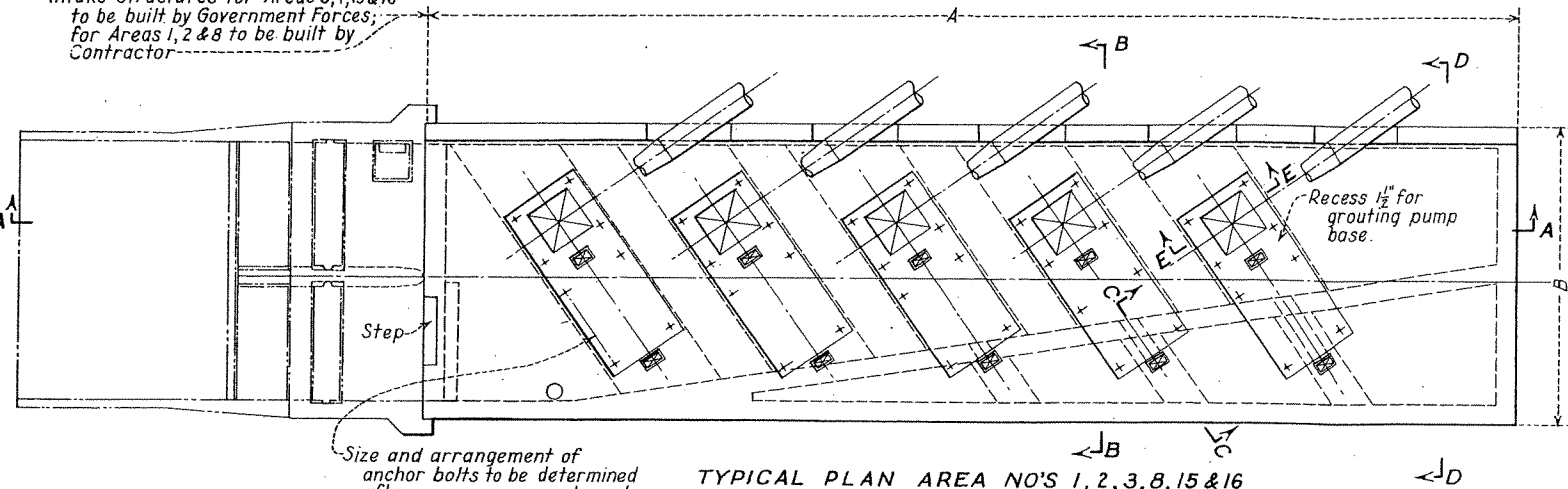 to be built by Government Forces;
for Areas 1, 2 & 8 to be built by
Contractor
A
B
D
E
Recess 1½" for
grouting pump
base.
A
A
E
B
C
Step
Size and arrangement of
anchor bolts to be determined
B
C
D
TYPICAL PLAN AREA NO'S 1, 2, 3, 8, 15 & 16